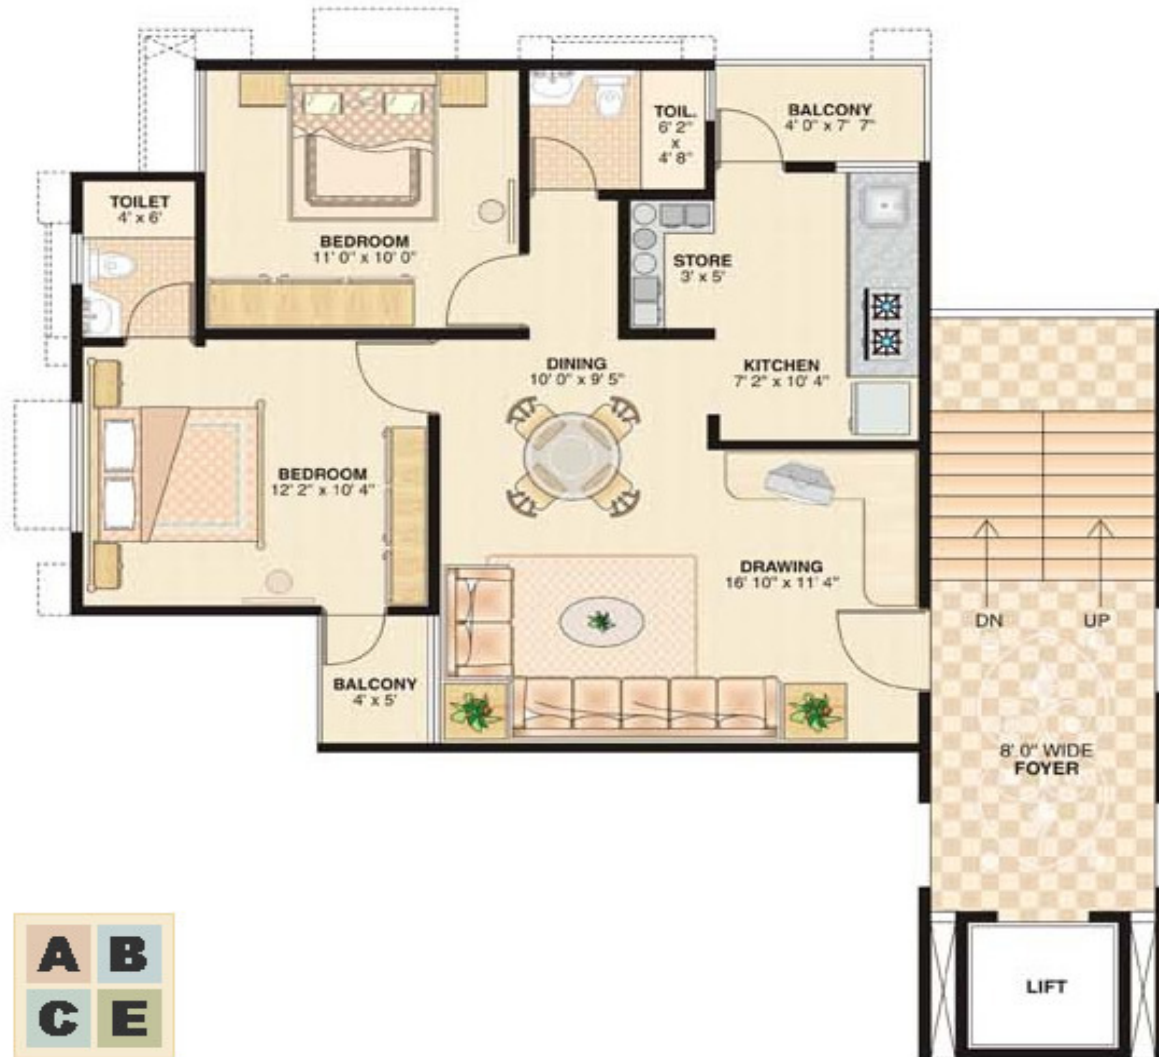 TOIL.
6' 2"
x
4' 8"
BALCONY
4' 0" x 7' 7"
TOILET
4' x 6'
BEDROOM
11' 0" x 10' 0"
STORE
3' x 5'
DINING
10' 0" x 9' 5"
KITCHEN
7' 2" x 10' 4"
BEDROOM
12' 2" x 10' 4"
DRAWING
16' 10" x 11' 4"
DN
UP
BALCONY
4' x 5'
8' 0" WIDE
FOYER
A B
C E
LIFT